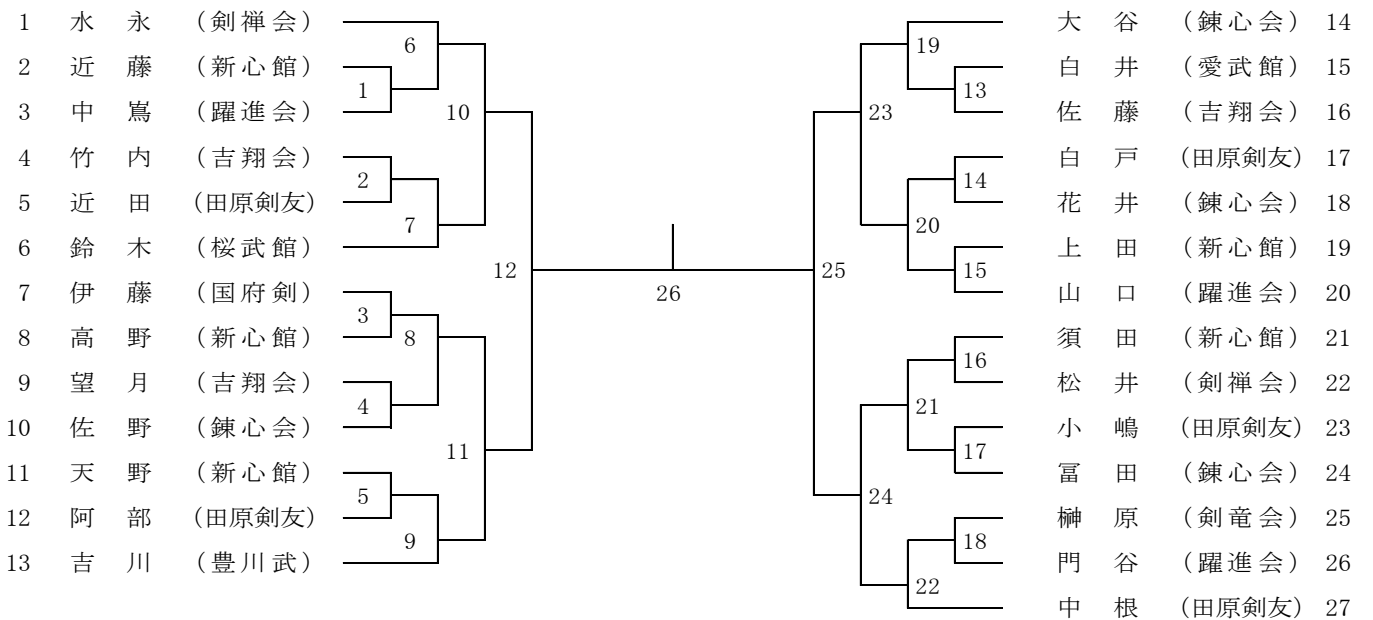 1 水永 (剣禅会)
2 近藤 (新心館)
3 中嶌 (躍進会)
4 竹内 (吉翔会)
5 近田 (田原剣友)
6 鈴木 (桜武館)
7 伊藤 (国府剣)
8 高野 (新心館)
9 望月 (吉翔会)
10 佐野 (錬心会)
11 天野 (新心館)
12 阿部 (田原剣友)
13 吉川 (豊川武)
6
1
10
2
7
12
3
8
4
11
5
9
26
19
13
23
14
20
15
25
16
21
17
24
18
22
大谷 (錬心会) 14
白井 (愛武館) 15
佐藤 (吉翔会) 16
白戸 (田原剣友) 17
花井 (錬心会) 18
上田 (新心館) 19
山口 (躍進会) 20
須田 (新心館) 21
松井 (剣禅会) 22
小嶋 (田原剣友) 23
冨田 (錬心会) 24
榊原 (剣竜会) 25
門谷 (躍進会) 26
中根 (田原剣友) 27